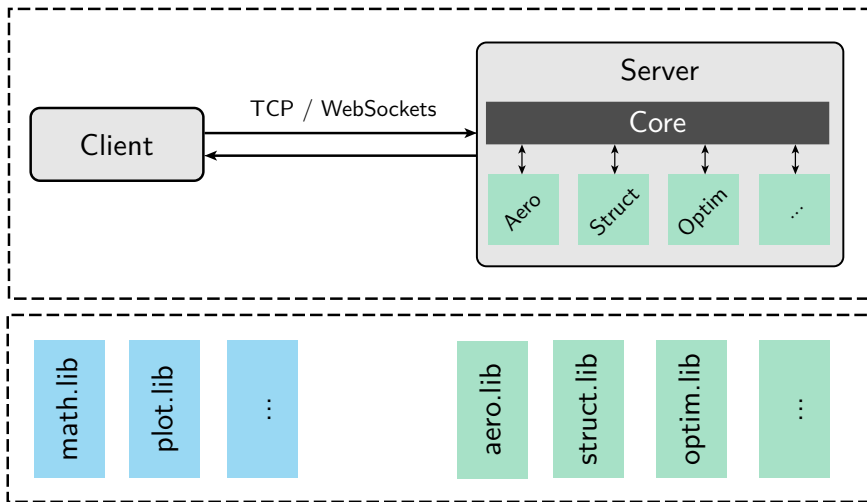 Server
TCP / WebSockets
Core
Client
Aero
Struct
Optim
...
math.lib
plot.lib
...
aero.lib
struct.lib
optim.lib
...